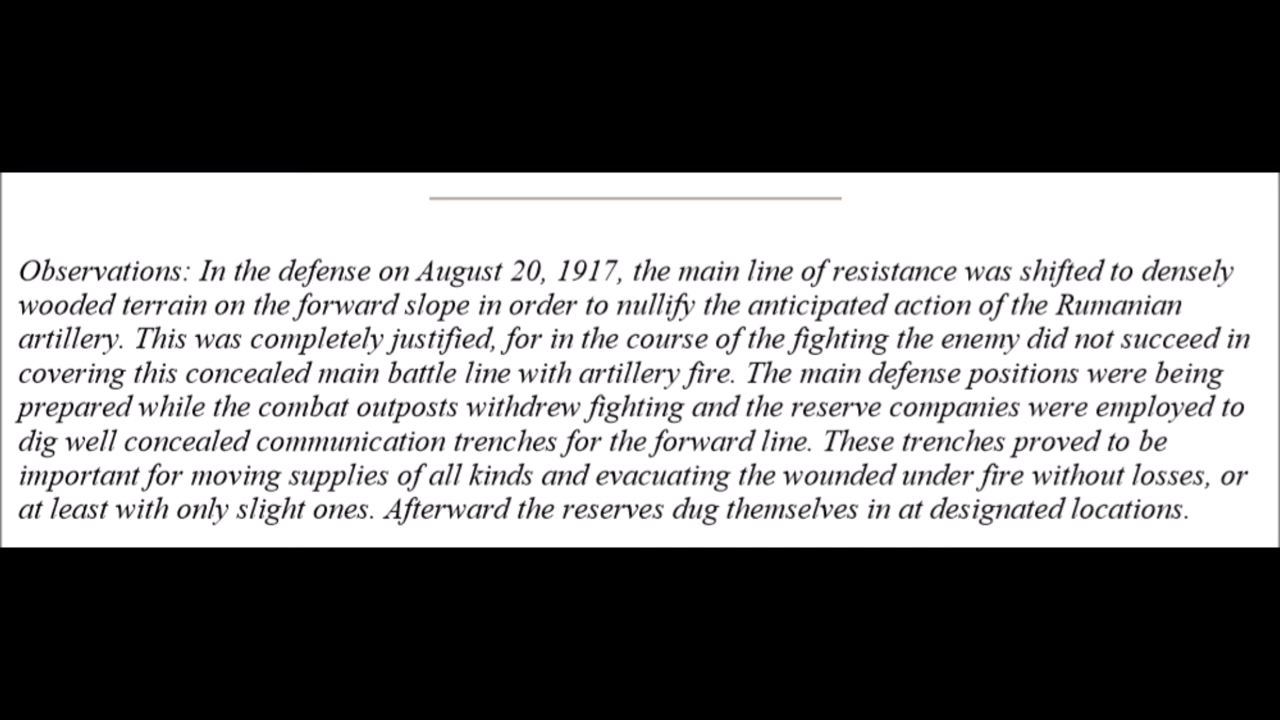 Observations: In the defense on August 20, 1917, the main line of resistance was shifted to densely
wooded terrain on the forward slope in order to nullify the anticipated action of the Rumanian
artillery. This was completely justified, for in the course of the fighting the enemy did not succeed in
covering this concealed main battle line with artillery fire. The main defense positions were being
prepared while the combat outposts withdrew fighting and the reserve companies were employed to
dig well concealed communication trenches for the forward line. These trenches proved to be
important for moving supplies of all kinds and evacuating the wounded under fire without losses, or
at least with only slight ones. Afterward the reserves dug themselves in at designated locations.